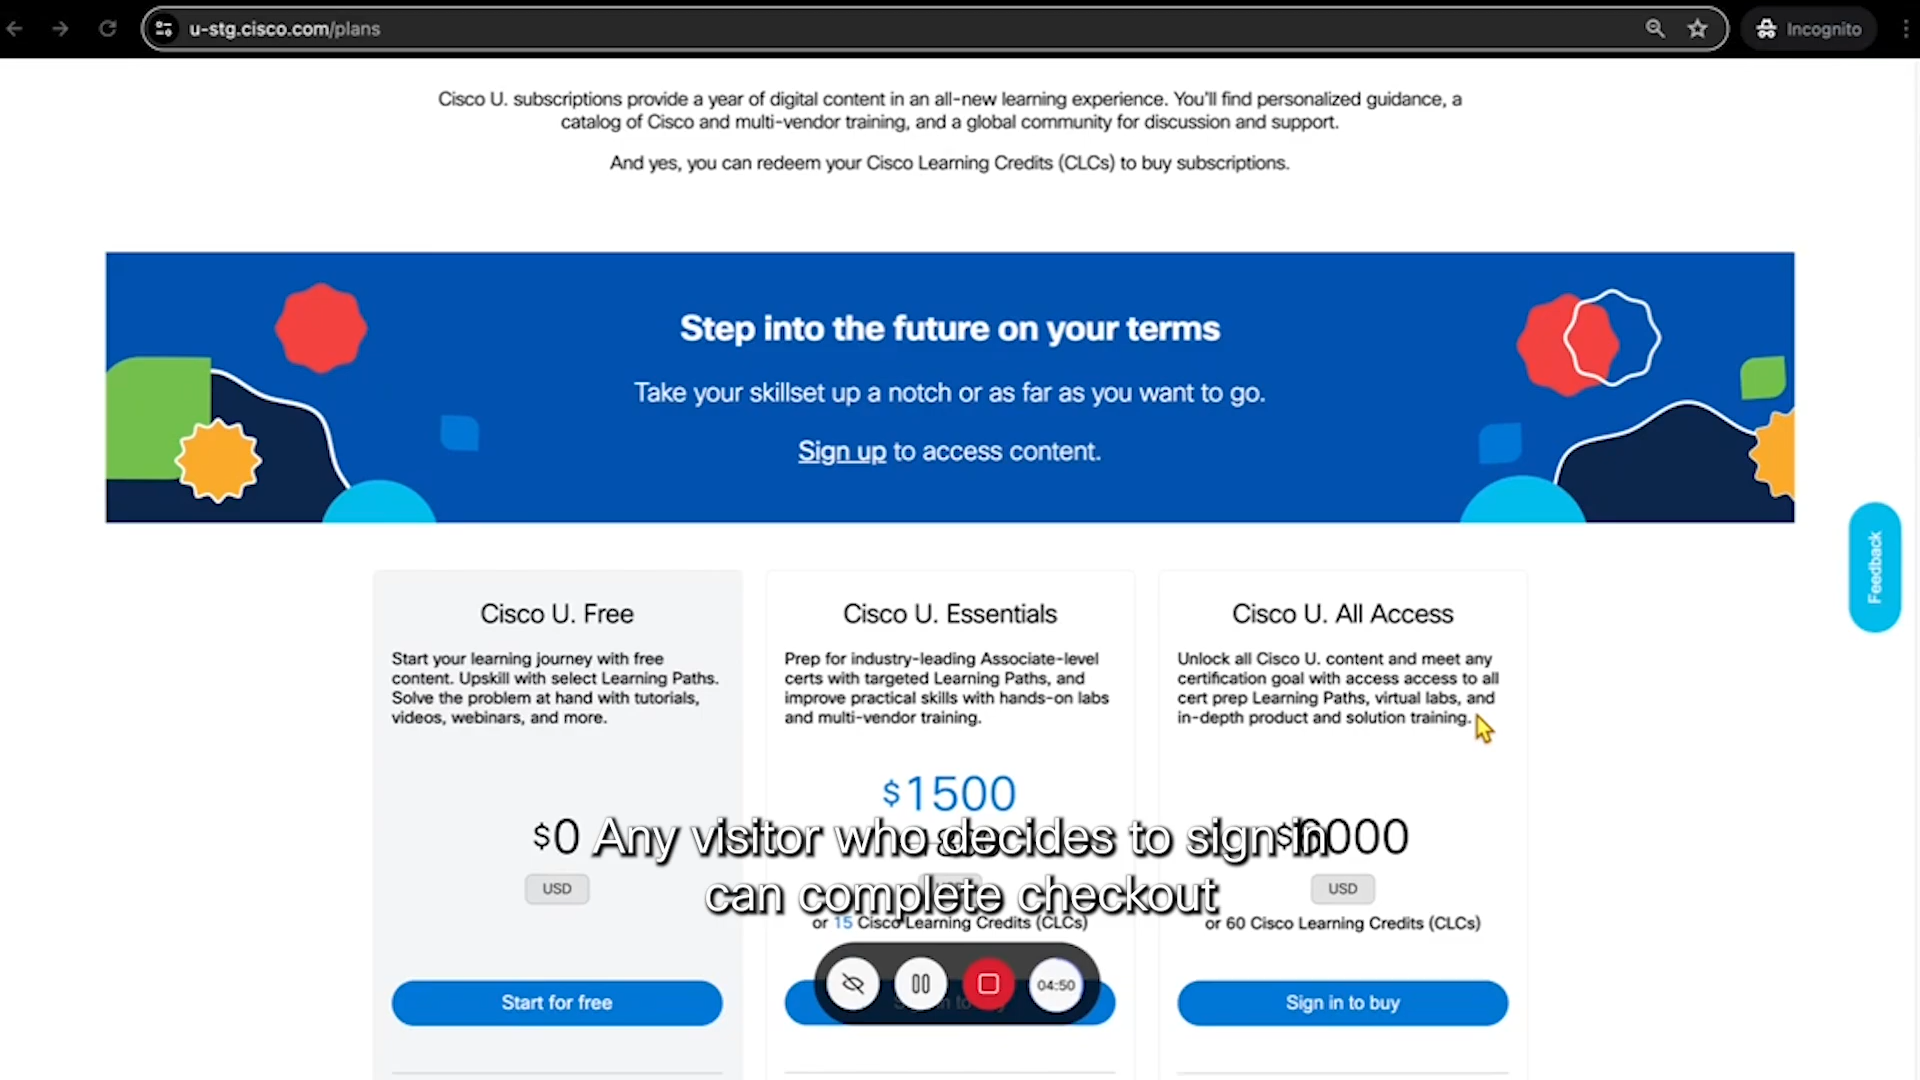 u-stg.cisco.com/plans
Incognito
Cisco U. subscriptions provide a year of digital content in an all-new learning experience. You'll find personalized guidance, a
catalog of Cisco and multi-vendor training, and a global community for discussion and support.
And yes, you can redeem your Cisco Learning Credits (CLCs) to buy subscriptions.
Step into the future on your terms
Take your skillset up a notch or as far as you want to go.
Sign up to access content.
Feedback
Cisco U. Free
Start your learning journey with free
content. Upskill with select Learning Paths.
Solve the problem at hand with tutorials,
videos, webinars, and more.
$0
USD
Start for free
Cisco U. Essentials
Prep for industry-leading Associate-level
certs with targeted Learning Paths, and
improve practical skills with hands-on labs
and multi-vendor training.
$1500
or 15 Cisco Learning Credits (CLCs)
Cisco U. All Access
Unlock all Cisco U. content and meet any
certification goal with access access to all
cert prep Learning Paths, virtual labs, and
in-depth product and solution training.
$6000
USD
or 60 Cisco Learning Credits (CLCs)
Sign in to buy
Any visitor who decides to sign in
can complete checkout
04:50